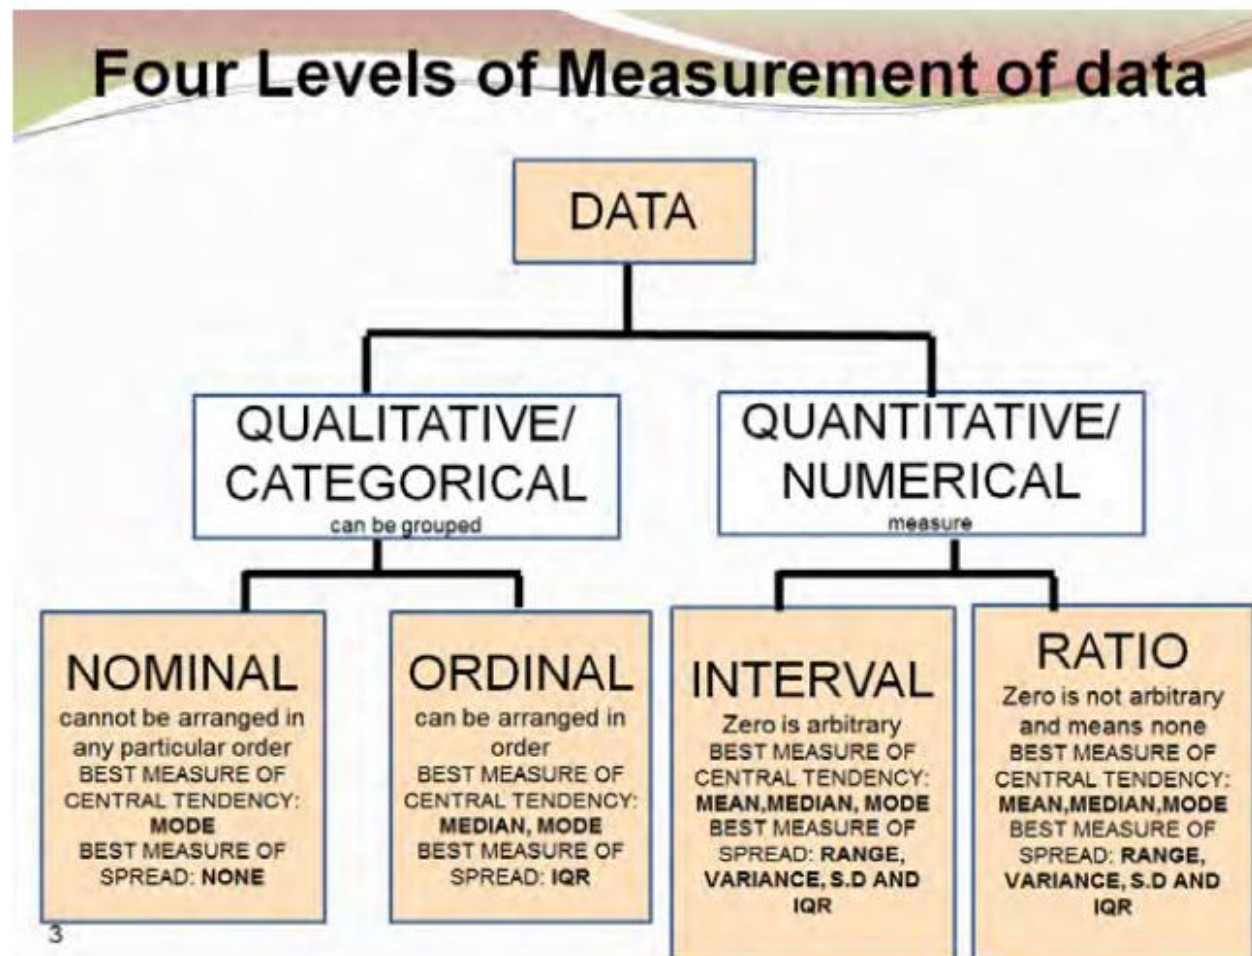 Four Levels of Measurement of data
DATA
QUALITATIVE/
CATEGORICAL
can be grouped
QUANTITATIVE/
NUMERICAL
measure
NOMINAL
cannot be arranged in
any particular order
BEST MEASURE OF
CENTRAL TENDENCY:
MODE
BEST MEASURE OF
SPREAD: NONE
ORDINAL
can be arranged in
order
BEST MEASURE OF
CENTRAL TENDENCY:
MEDIAN, MODE
BEST MEASURE OF
SPREAD: IQR
INTERVAL
Zero is arbitrary
BEST MEASURE OF
CENTRAL TENDENCY:
MEAN,MEDIAN, MODE
BEST MEASURE OF
SPREAD: RANGE,
VARIANCE, S.D AND
IQR
RATIO
Zero is not arbitrary
and means none
BEST MEASURE OF
CENTRAL TENDENCY:
MEAN,MEDIAN,MODE
BEST MEASURE OF
SPREAD: RANGE,
VARIANCE, S.D AND
IQR
3